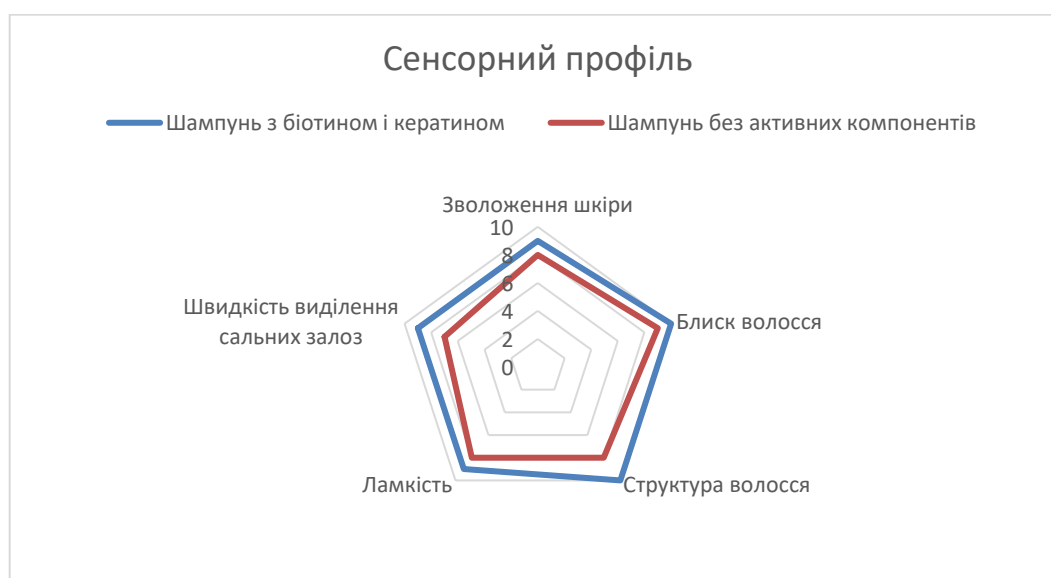 Сенсорний профіль
Шампунь з біотином і кератином
Шампунь без активних компонентів
Зволоження шкіри
10
8
6
4
2
0
Блиск волосся
Структура волосся
Ламкість
Швидкість виділення
сальних залоз